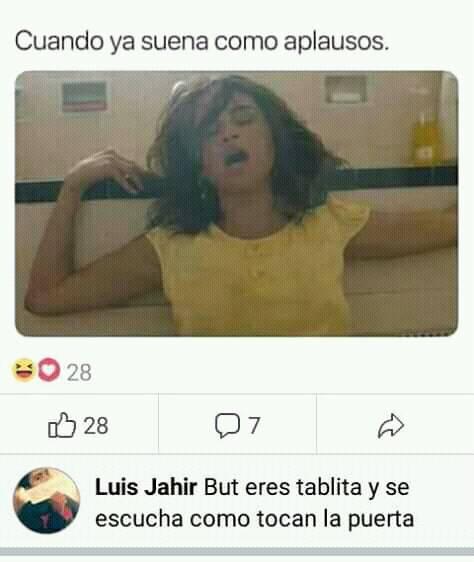 Cuando ya suena como aplausos.
28
28
7
Luis Jahir But eres tablita y se
escucha como tocan la puerta